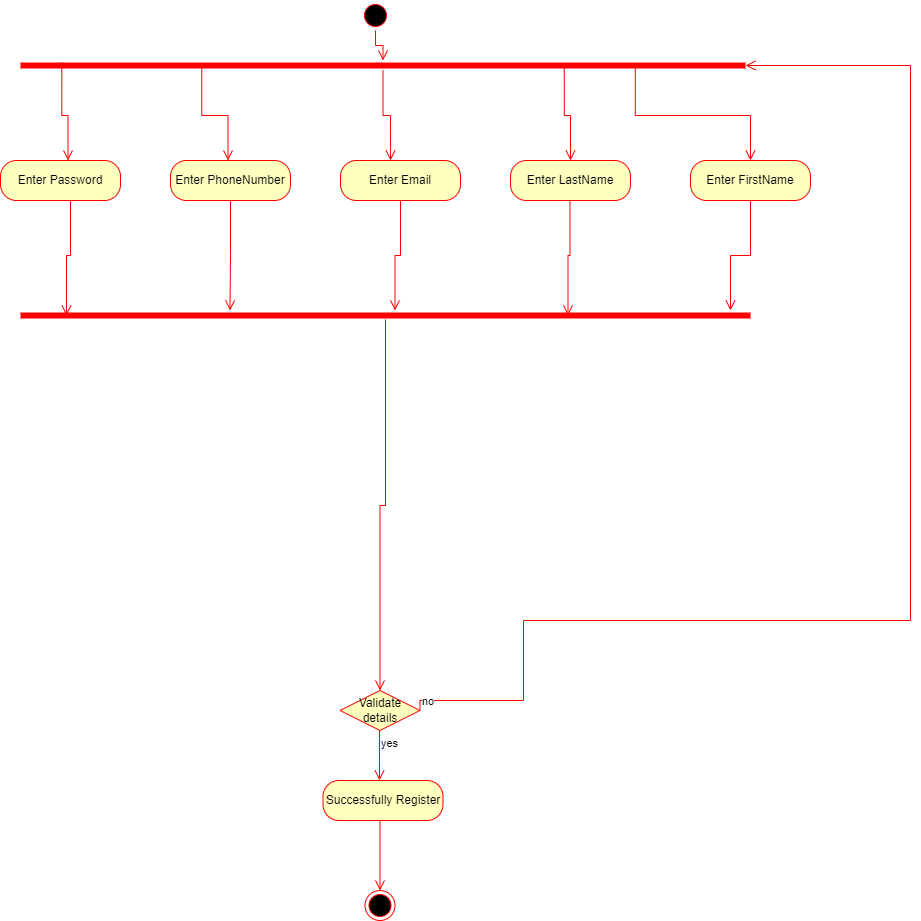 Enter Password
Enter PhoneNumber
Enter Email
Enter LastName
Enter FirstName
Validate
details
no
yes
Successfully Register